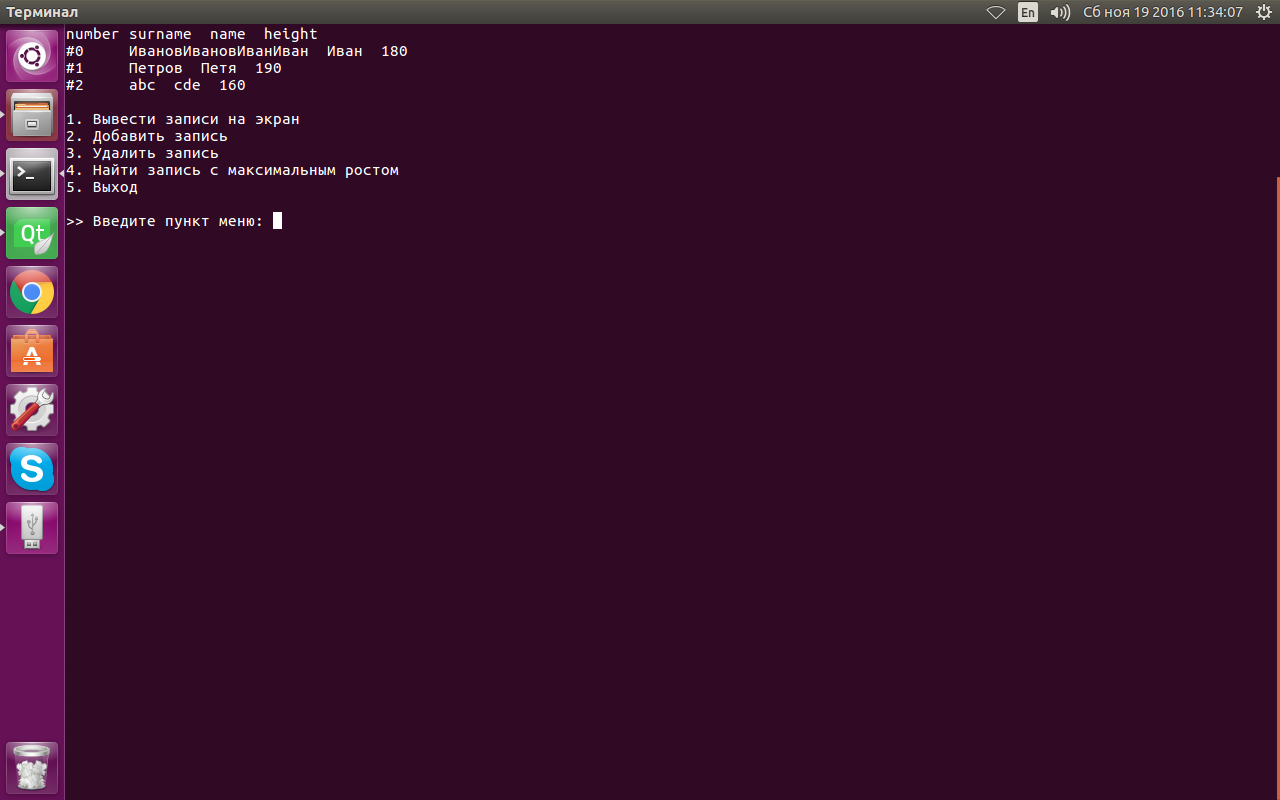 Терминал
En
Сб ноя 19 2016 11:34:07
number surname  name  height
#0     ИвановИвановИванИван  Иван  180
#1     Петров  Петя  190
#2     abc  cde  160
1. Вывести записи на экран
2. Добавить запись
3. Удалить запись
4. Найти запись с максимальным ростом
5. Выход
>> Введите пункт меню:
>_
Qt
A
S